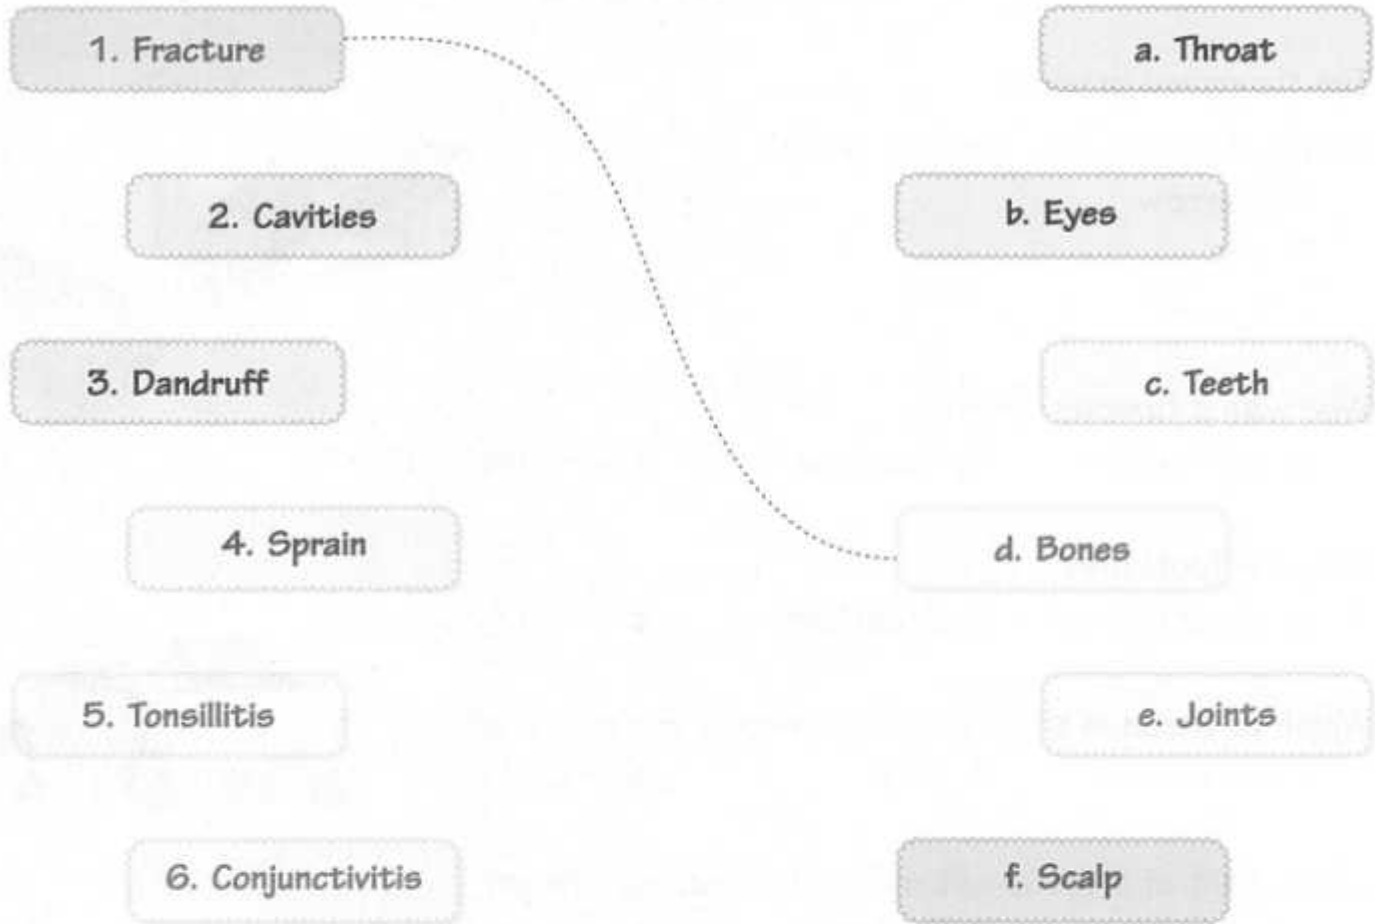 1. Fracture
a. Throat
2. Cavities
b. Eyes
3. Dandruff
c. Teeth
4. Sprain
d. Bones
5. Tonsillitis
e. Joints
6. Conjunctivitis
f. Scalp